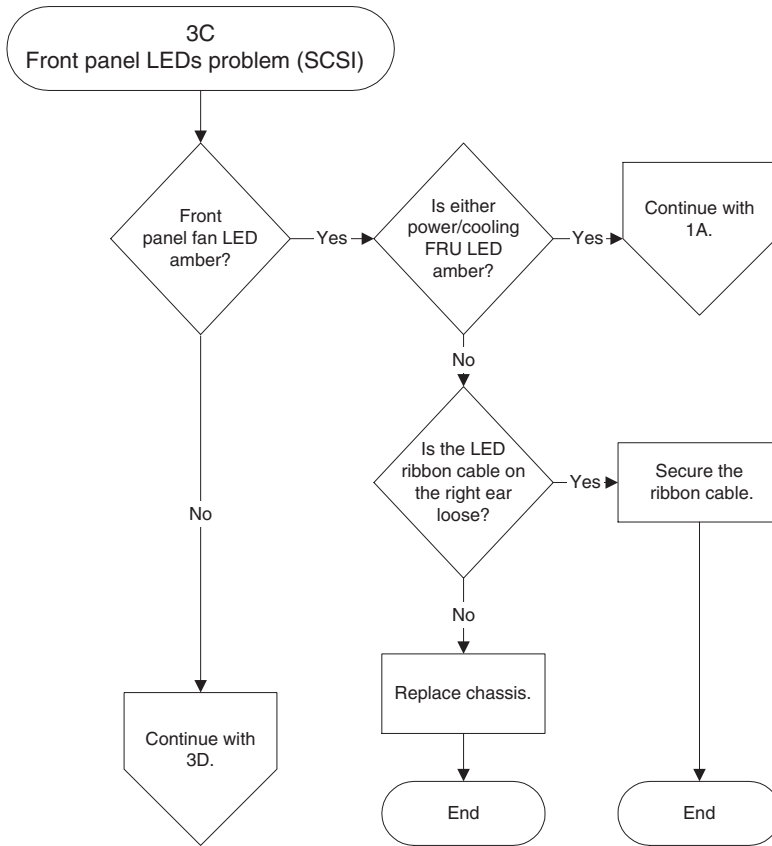 3C
Front panel LEDs problem (SCSI)
Front
panel fan LED
amber?
Yes
Is either
power/cooling
FRU LED
amber?
Yes
Continue with
1A.
No
Is the LED
ribbon cable on
the right ear
loose?
Yes
Secure the
ribbon cable.
No
No
Replace chassis.
Continue with
3D.
End
End